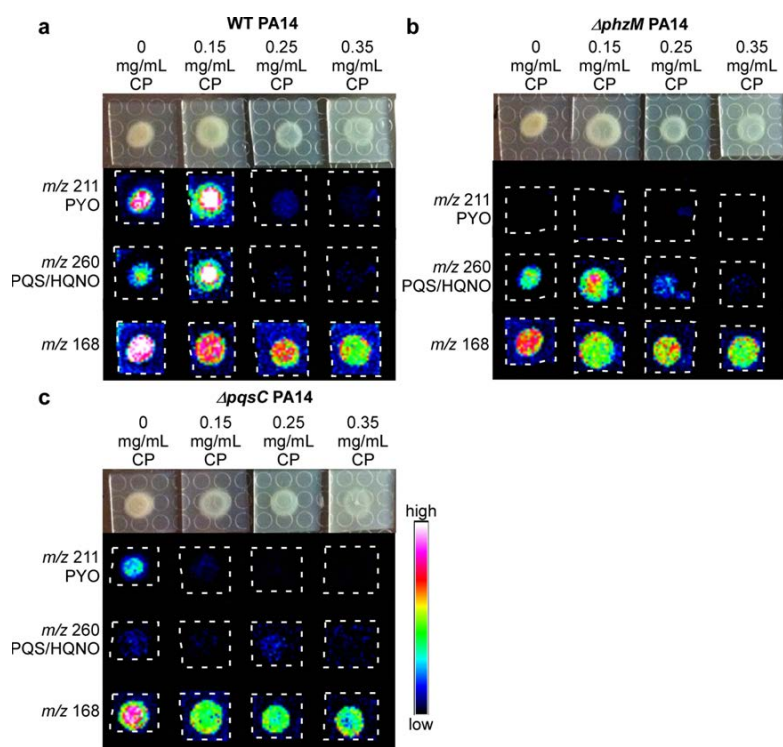 a
WT PA14
0 0.15 0.25 0.35
mg/mL mg/mL mg/mL mg/mL
CP CP CP CP
m/z 211
PYO
m/z 260
PQS/HQNO
m/z 168
b
ΔphzM PA14
0 0.15 0.25 0.35
mg/mL mg/mL mg/mL mg/mL
CP CP CP CP
m/z 211
PYO
m/z 260
PQS/HQNO
m/z 168
c
ΔpqsC PA14
0 0.15 0.25 0.35
mg/mL mg/mL mg/mL mg/mL
CP CP CP CP
m/z 211
PYO
m/z 260
PQS/HQNO
m/z 168
high
low